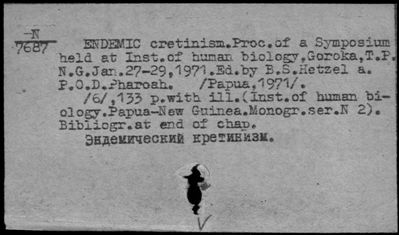 N
7687
ENDEMIC cretinism.Proc.of a Symposium
held at Inst.of human biology,Goroka,T.P.
N.G.Jan.27-29,1971.Ed.by B.S.Hetzel a.
P.O.D.Pharoah. /Papua,1971/.
/6/,133 p.with ill.(Inst.of human bi-
ology.Papua-New Guinea.Monogr.ser.N 2).
Bibliogr.at end of chap.
Эндемический кретинизм.